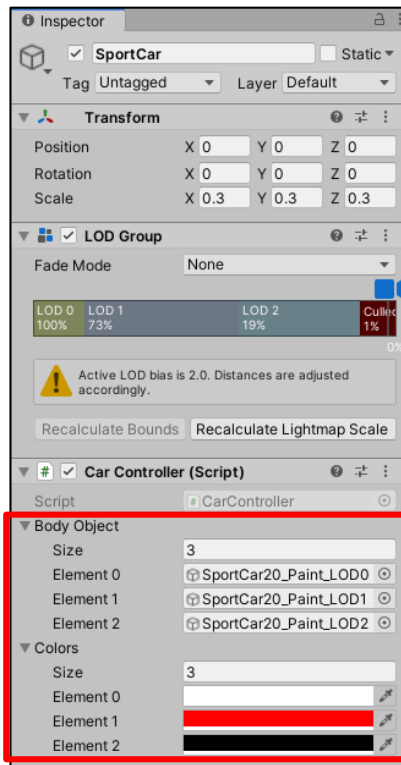 Inspector
SportCar Static
Tag Untagged Layer Default
Transform
Position X 0 Y 0 Z 0
Rotation X 0 Y 0 Z 0
Scale X 0.3 Y 0.3 Z 0.3
LOD Group
Fade Mode None
LOD 0 LOD 1 LOD 2 Culled
100% 73% 19% 1%
0%
Active LOD bias is 2.0. Distances are adjusted
accordingly.
Recalculate Bounds Recalculate Lightmap Scale
# Car Controller (Script)
Script # CarController
Body Object
Size 3
Element 0 SportCar20_Paint_LOD0
Element 1 SportCar20_Paint_LOD1
Element 2 SportCar20_Paint_LOD2
Colors
Size 3
Element 0
Element 1
Element 2